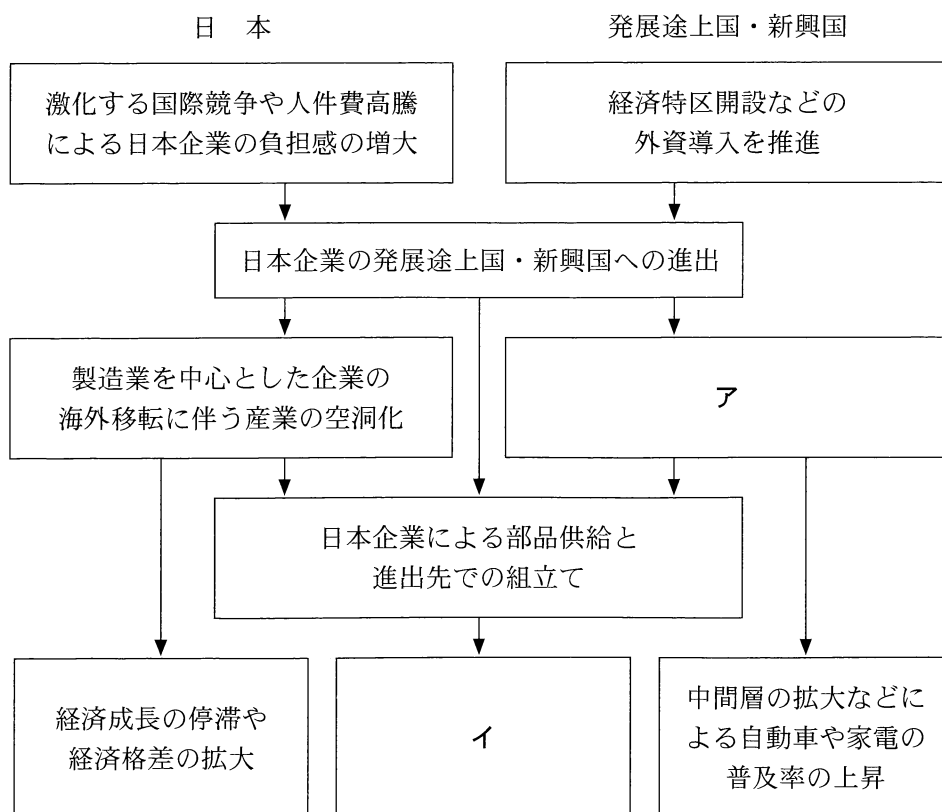 日　本
発展途上国・新興国
激化する国際競争や人件費高騰
による日本企業の負担感の増大
経済特区開設などの
外資導入を推進
日本企業の発展途上国・新興国への進出
製造業を中心とした企業の
海外移転に伴う産業の空洞化
ア
日本企業による部品供給と
進出先での組立て
経済成長の停滞や
経済格差の拡大
イ
中間層の拡大などに
よる自動車や家電の
普及率の上昇